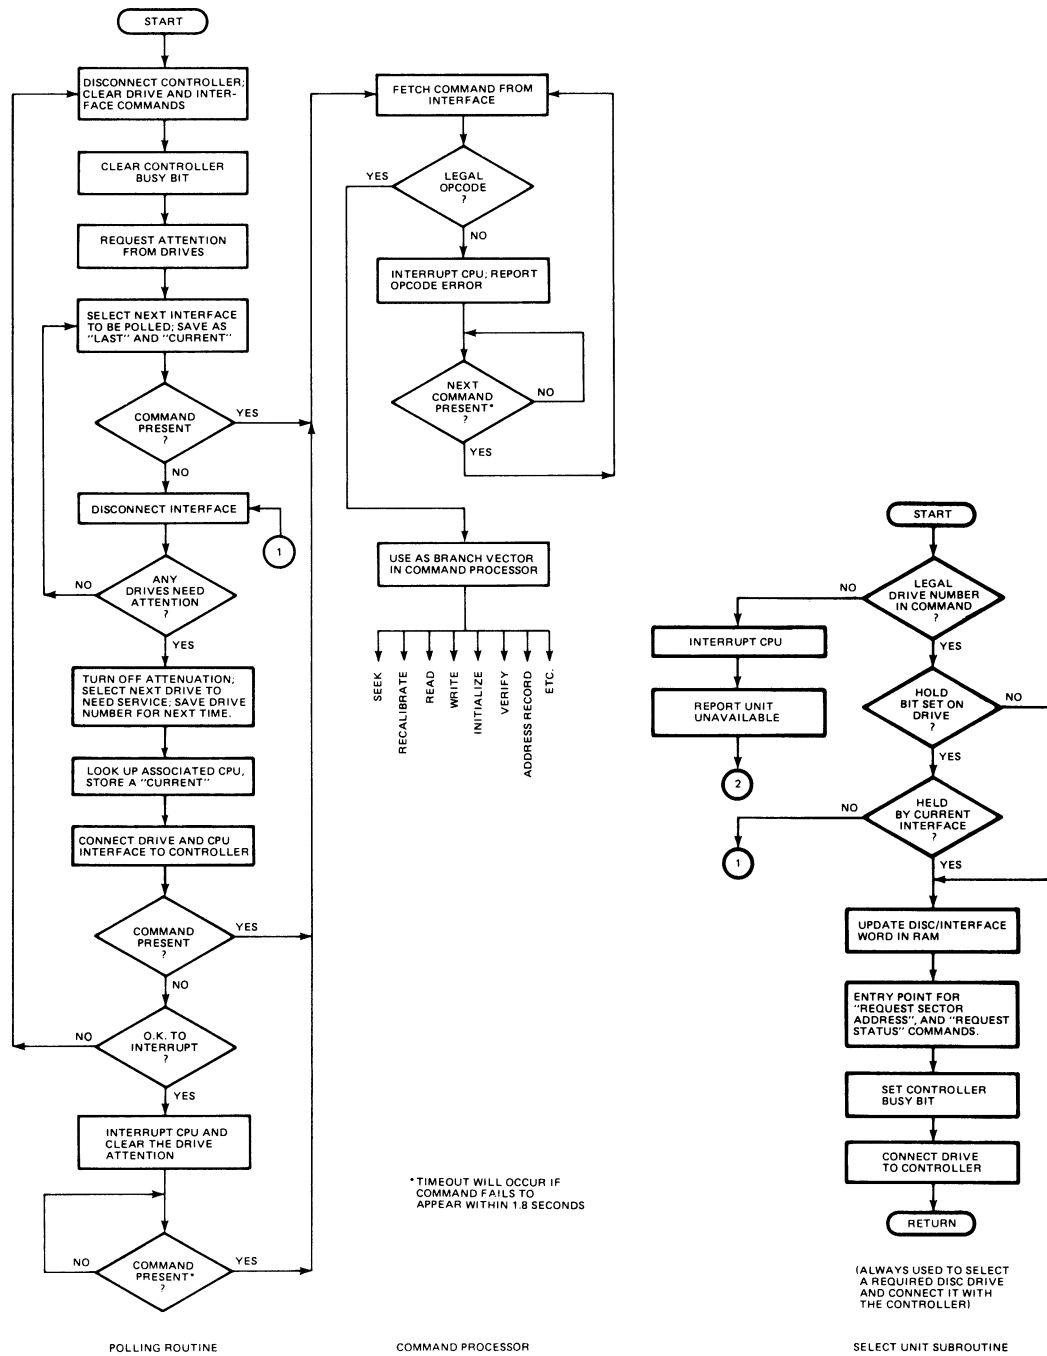 START
DISCONNECT CONTROLLER;
CLEAR DRIVE AND INTER-
FACE COMMANDS
CLEAR CONTROLLER
BUSY BIT
REQUEST ATTENTION
FROM DRIVES
SELECT NEXT INTERFACE
TO BE POLLED; SAVE AS
"LAST" AND "CURRENT"
COMMAND
PRESENT
?
YES
NO
DISCONNECT INTERFACE
1
ANY
DRIVES NEED
ATTENTION
?
NO
YES
TURN OFF ATTENUATION;
SELECT NEXT DRIVE TO
NEED SERVICE; SAVE DRIVE
NUMBER FOR NEXT TIME.
LOOK UP ASSOCIATED CPU,
STORE A "CURRENT"
CONNECT DRIVE AND CPU
INTERFACE TO CONTROLLER
COMMAND
PRESENT
?
YES
NO
O.K. TO
INTERRUPT
?
NO
YES
INTERRUPT CPU AND
CLEAR THE DRIVE
ATTENTION
COMMAND
PRESENT*
?
NO
YES
POLLING ROUTINE
FETCH COMMAND FROM
INTERFACE
LEGAL
OPCODE
?
YES
NO
INTERRUPT CPU; REPORT
OPCODE ERROR
NEXT
COMMAND
PRESENT*
?
NO
YES
USE AS BRANCH VECTOR
IN COMMAND PROCESSOR
SEEK
RECALIBRATE
READ
WRITE
INITIALIZE
VERIFY
ADDRESS RECORD
ETC.
*TIMEOUT WILL OCCUR IF
COMMAND FAILS TO
APPEAR WITHIN 1.8 SECONDS
COMMAND PROCESSOR
START
LEGAL
DRIVE NUMBER
IN COMMAND
?
NO
YES
INTERRUPT CPU
REPORT UNIT
UNAVAILABLE
2
HOLD
BIT SET ON
DRIVE
?
NO
YES
HELD
BY CURRENT
INTERFACE
?
NO
1
YES
UPDATE DISC/INTERFACE
WORD IN RAM
ENTRY POINT FOR
"REQUEST SECTOR
ADDRESS", AND "REQUEST
STATUS" COMMANDS.
SET CONTROLLER
BUSY BIT
CONNECT DRIVE
TO CONTROLLER
RETURN
(ALWAYS USED TO SELECT
A REQUIRED DISC DRIVE
AND CONNECT IT WITH
THE CONTROLLER)
SELECT UNIT SUBROUTINE